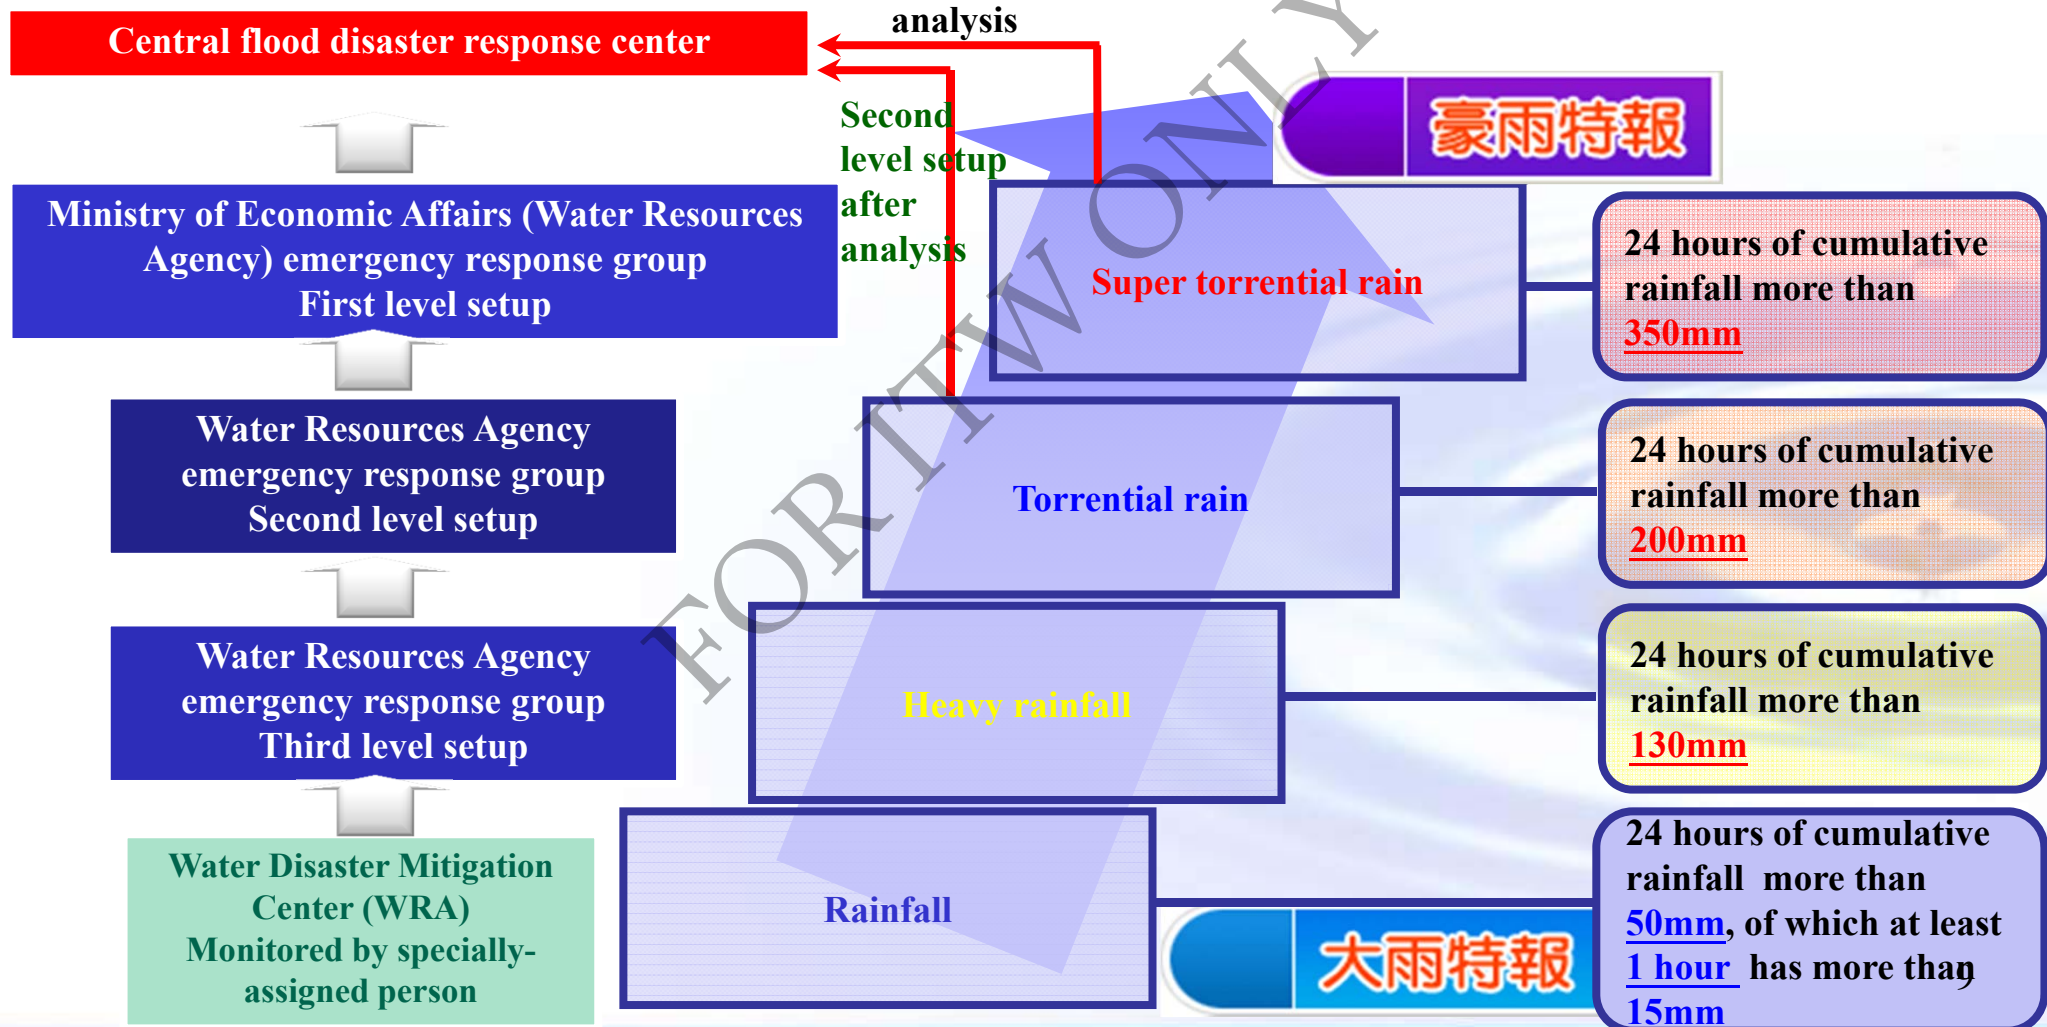 analysis
Central flood disaster response center
Second
level setup
after
analysis
豪雨特報
Ministry of Economic Affairs (Water Resources
Agency) emergency response group
First level setup
Super torrential rain
24 hours of cumulative
rainfall more than
350mm
Water Resources Agency
emergency response group
Second level setup
Torrential rain
24 hours of cumulative
rainfall more than
200mm
Water Resources Agency
emergency response group
Third level setup
Heavy rainfall
24 hours of cumulative
rainfall more than
130mm
Water Disaster Mitigation
Center (WRA)
Monitored by specially-
assigned person
Rainfall
大雨特報
24 hours of cumulative
rainfall more than
50mm, of which at least
1 hour has more than
15mm
9
FOR ITW ONLY